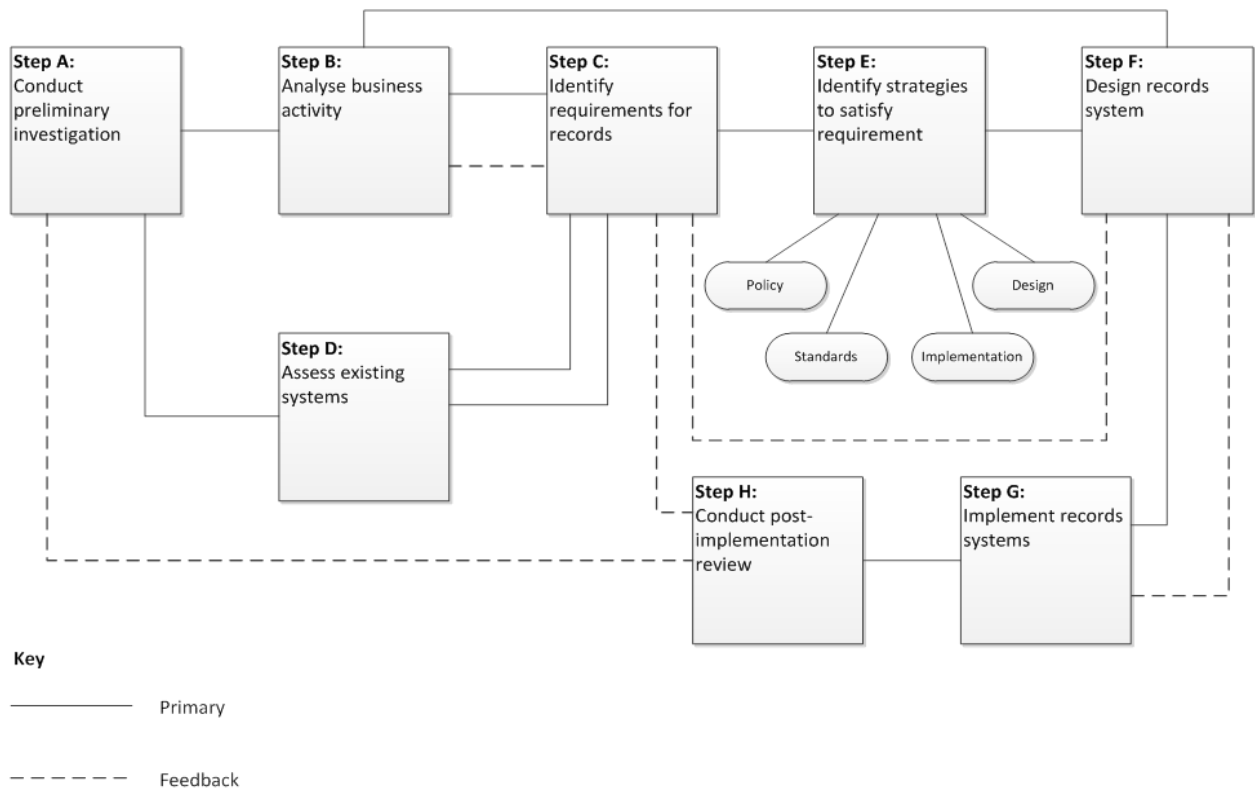 Step A:
Conduct
preliminary
investigation
Step B:
Analyse business
activity
Step C:
Identify
requirements for
records
Step E:
Identify strategies
to satisfy
requirement
Step F:
Design records
system
Policy
Design
Standards
Implementation
Step D:
Assess existing
systems
Step H:
Conduct post-
implementation
review
Step G:
Implement records
systems
Key
Primary
Feedback